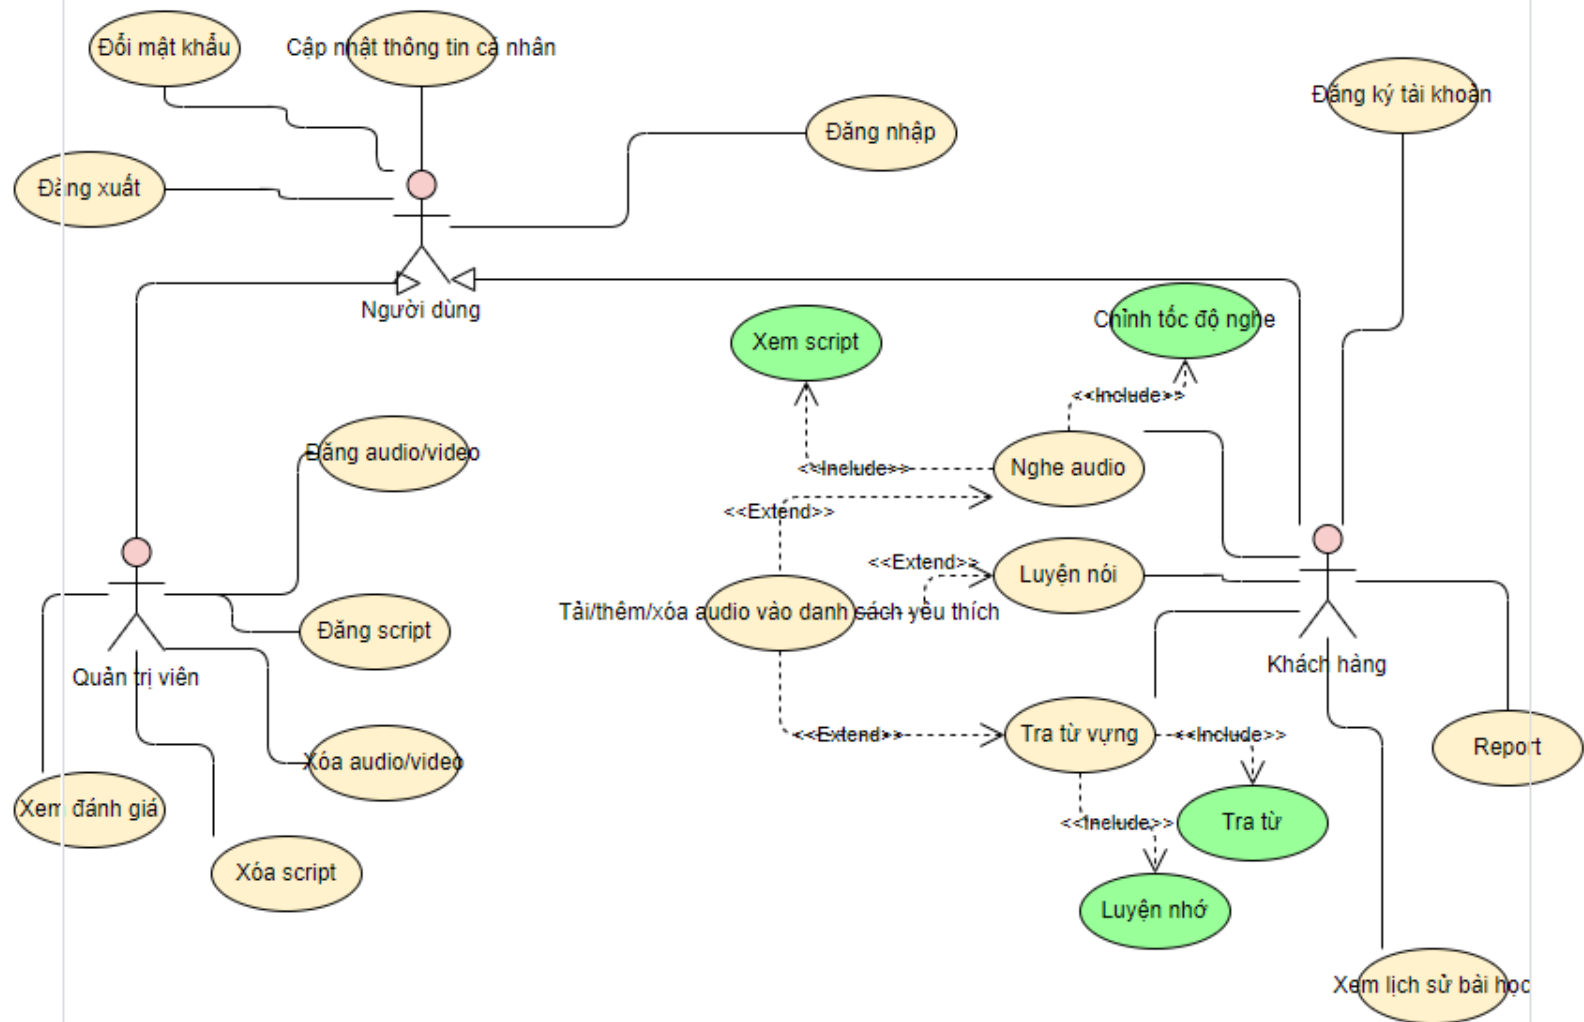 Đổi mật khẩu
Cập nhật thông tin cá nhân
Đăng ký tài khoản
Đăng nhập
Đăng xuất
Người dùng
Chỉnh tốc độ nghe
Xem script
<<Include>>
Đăng audio/video
<<Include>>
Nghe audio
<<Extend>>
<<Extend>>
Luyện nói
Tải/thêm/xóa audio vào danh sách yêu thích
Đăng script
Quản trị viên
Khách hàng
<<Extend>>
Tra từ vựng
<<Include>>
Report
Xóa audio/video
Xem đánh giá
<<Include>>
Tra từ
Xóa script
Luyện nhớ
Xem lịch sử bài học